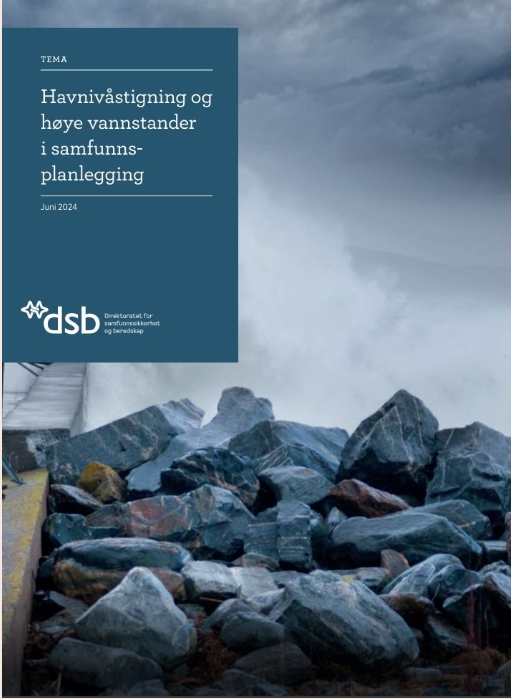 TEMA
Havnivåstigning og
høye vannstander
i samfunns-
planlegging
Juni 2024
dsb
Direktoratet for
samfunnssikkerhet
og beredskap